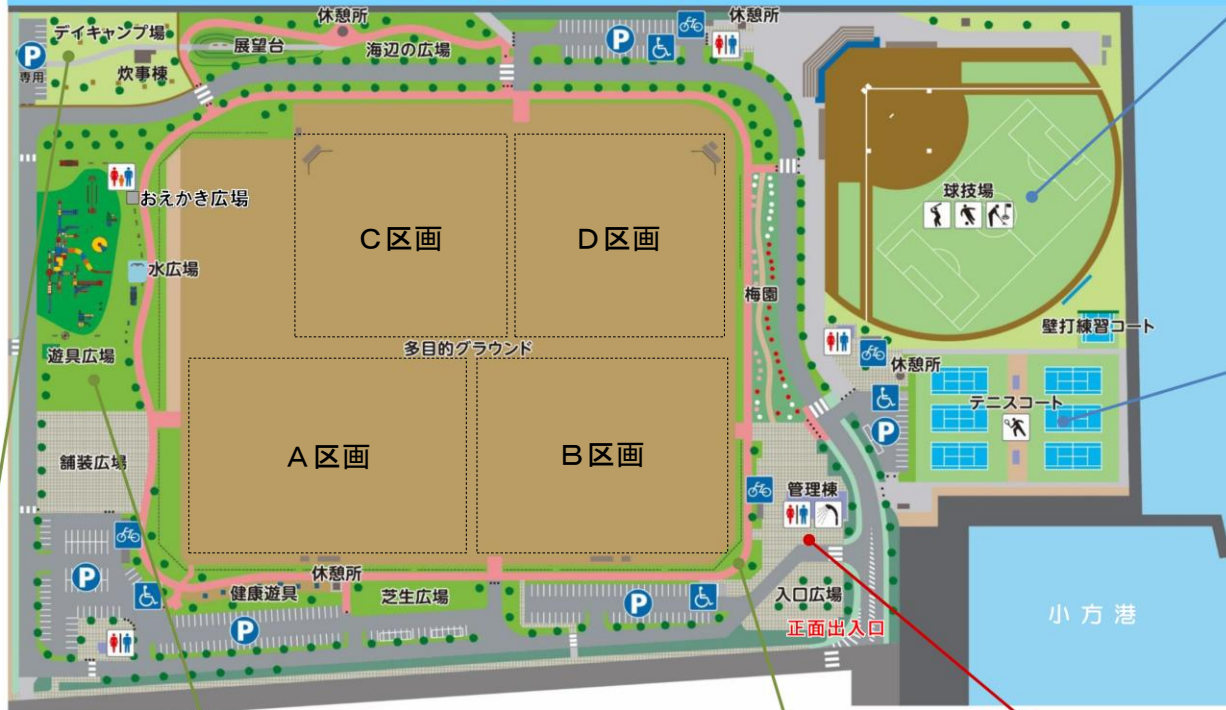 休憩所
休憩所
デイキャンプ場
展望台
海辺の広場
P
P
専用
炊事棟
おえかき広場
C区画
D区画
球技場
水広場
梅園
壁打練習コート
多目的グラウンド
遊具広場
休憩所
テニスコート
P
A区画
B区画
舗装広場
管理棟
休憩所
P
健康遊具
芝生広場
P
入口広場
P
正面出入口
小方港